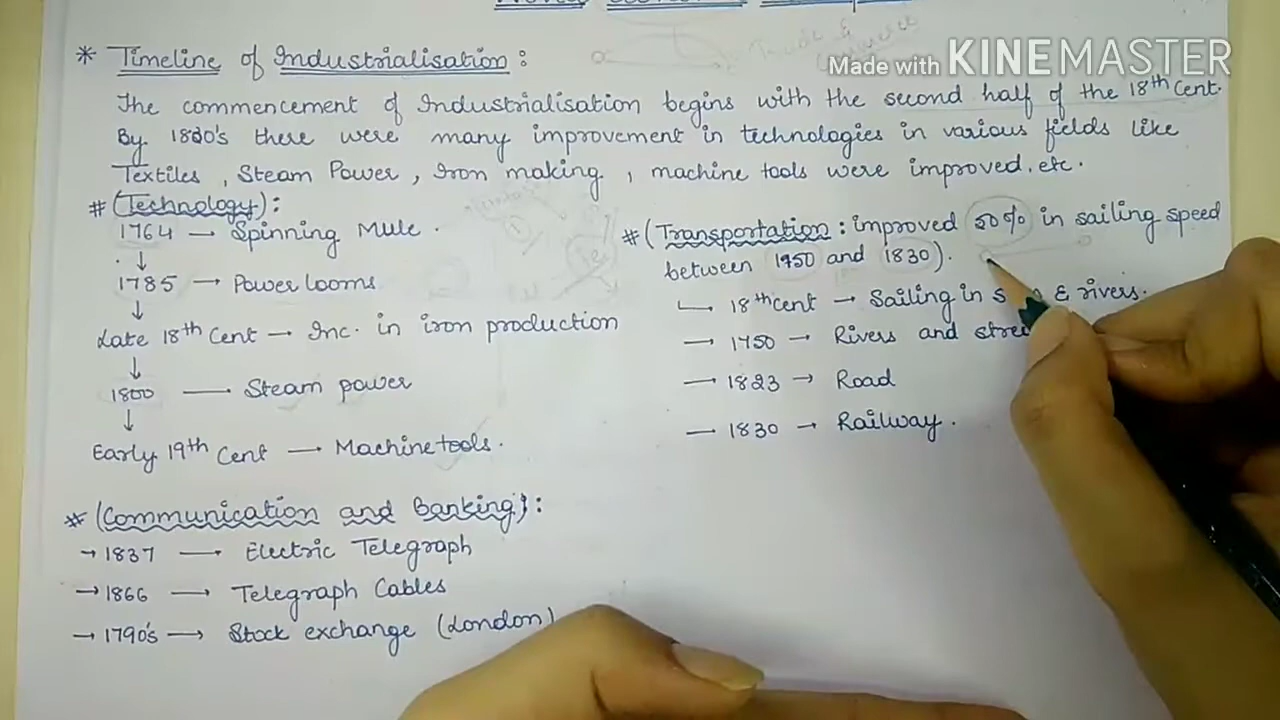 * Timeline of Industrialisation :
Made with KINEMASTER
The commencement of Industrialisation begins with the second half of the 18th Cent.
By 1830's there were many improvement in technologies in various fields like
Textiles , Steam Power , Iron making , machine tools were improved. etc.
# (Technology) :
1764 → Spinning Mule .
↓
1785 → Power looms
↓
Late 18th Cent — Inc. in iron production
↓
1800 — Steam power
↓
Early 19th Cent — Machine tools .
# (Transportation : improved 50% in sailing speed
between 1750 and 1830) .
18th cent → Sailing in & rivers.
→ 1750 → Rivers and
— 1823 → Road
— 1830 → Railway .
# (Communication and Banking) :
→ 1837 → Electric Telegraph
→ 1866 → Telegraph Cables
→ 1790's → Stock exchange (London)